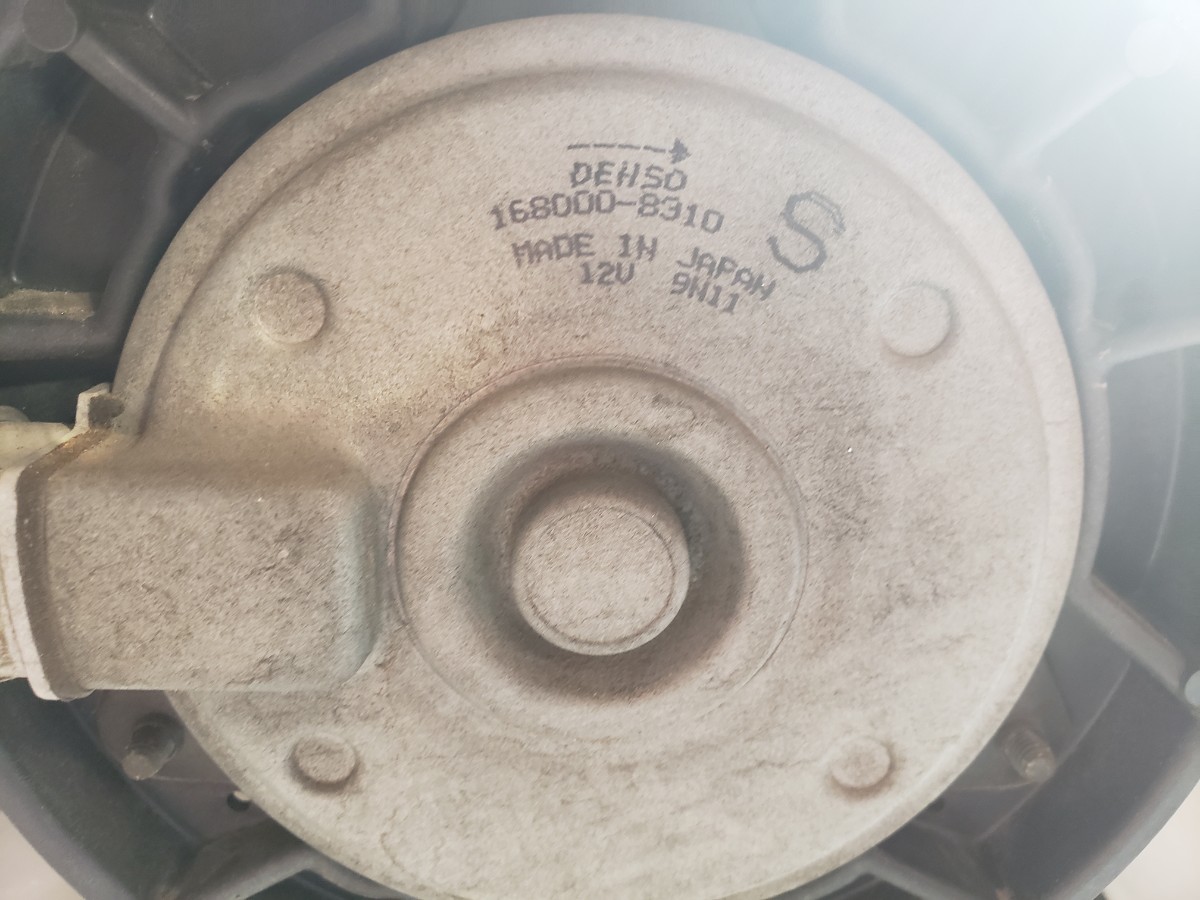 DENSO
168000-8310
S
MADE IN JAPAN
12V 9N11